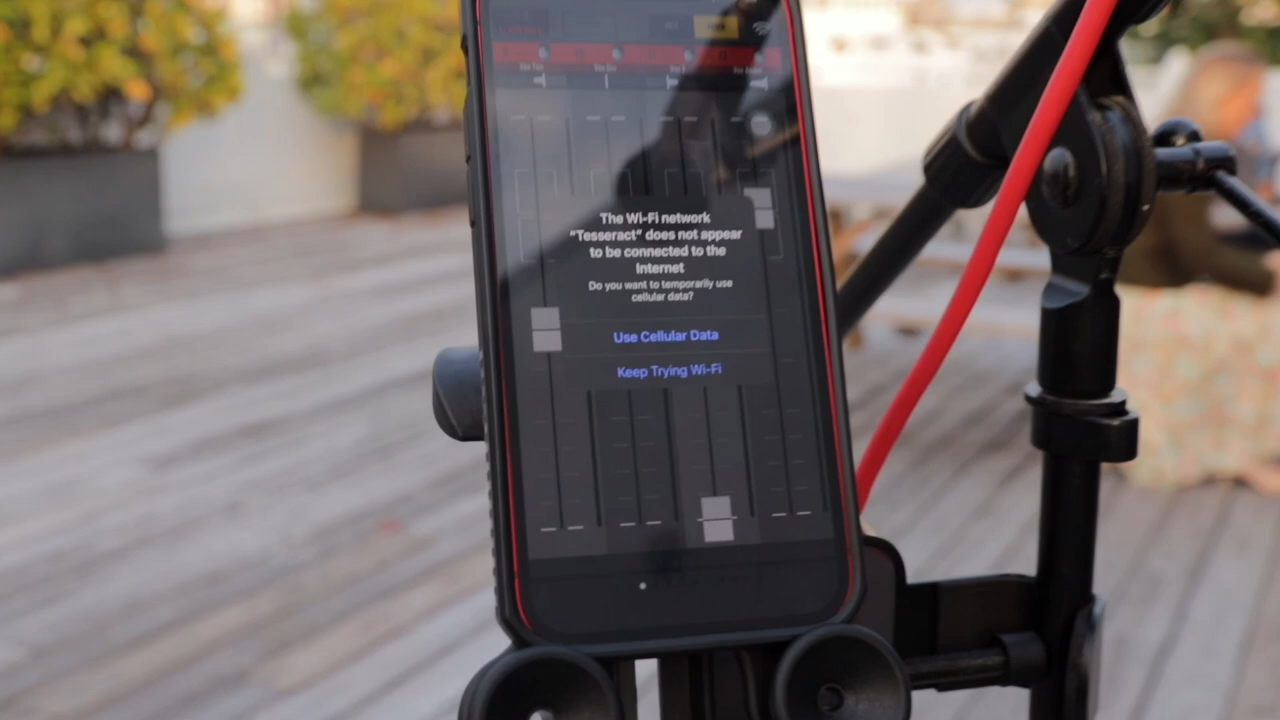 The Wi-Fi network
“Tesseract” does not appear
to be connected to the
Internet
Do you want to temporarily use
cellular data?
Use Cellular Data
Keep Trying Wi-Fi